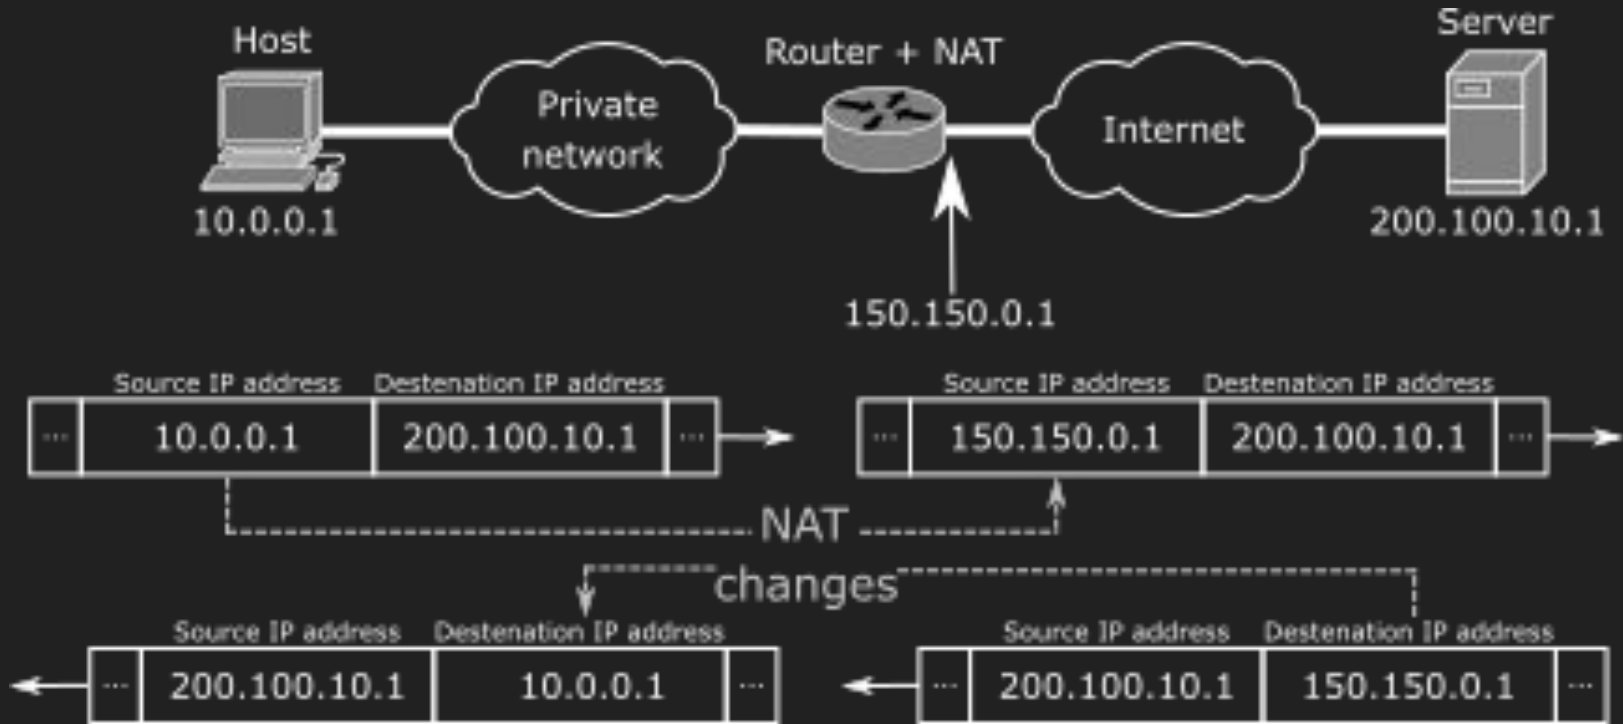 Host
Router + NAT
Server
Private
network
Internet
10.0.0.1
200.100.10.1
150.150.0.1
Source IP address Destenation IP address
Source IP address Destenation IP address
... 10.0.0.1 200.100.10.1 ...
... 150.150.0.1 200.100.10.1 ...
NAT
changes
Source IP address Destenation IP address
Source IP address Destenation IP address
... 200.100.10.1 10.0.0.1 ...
... 200.100.10.1 150.150.0.1 ...